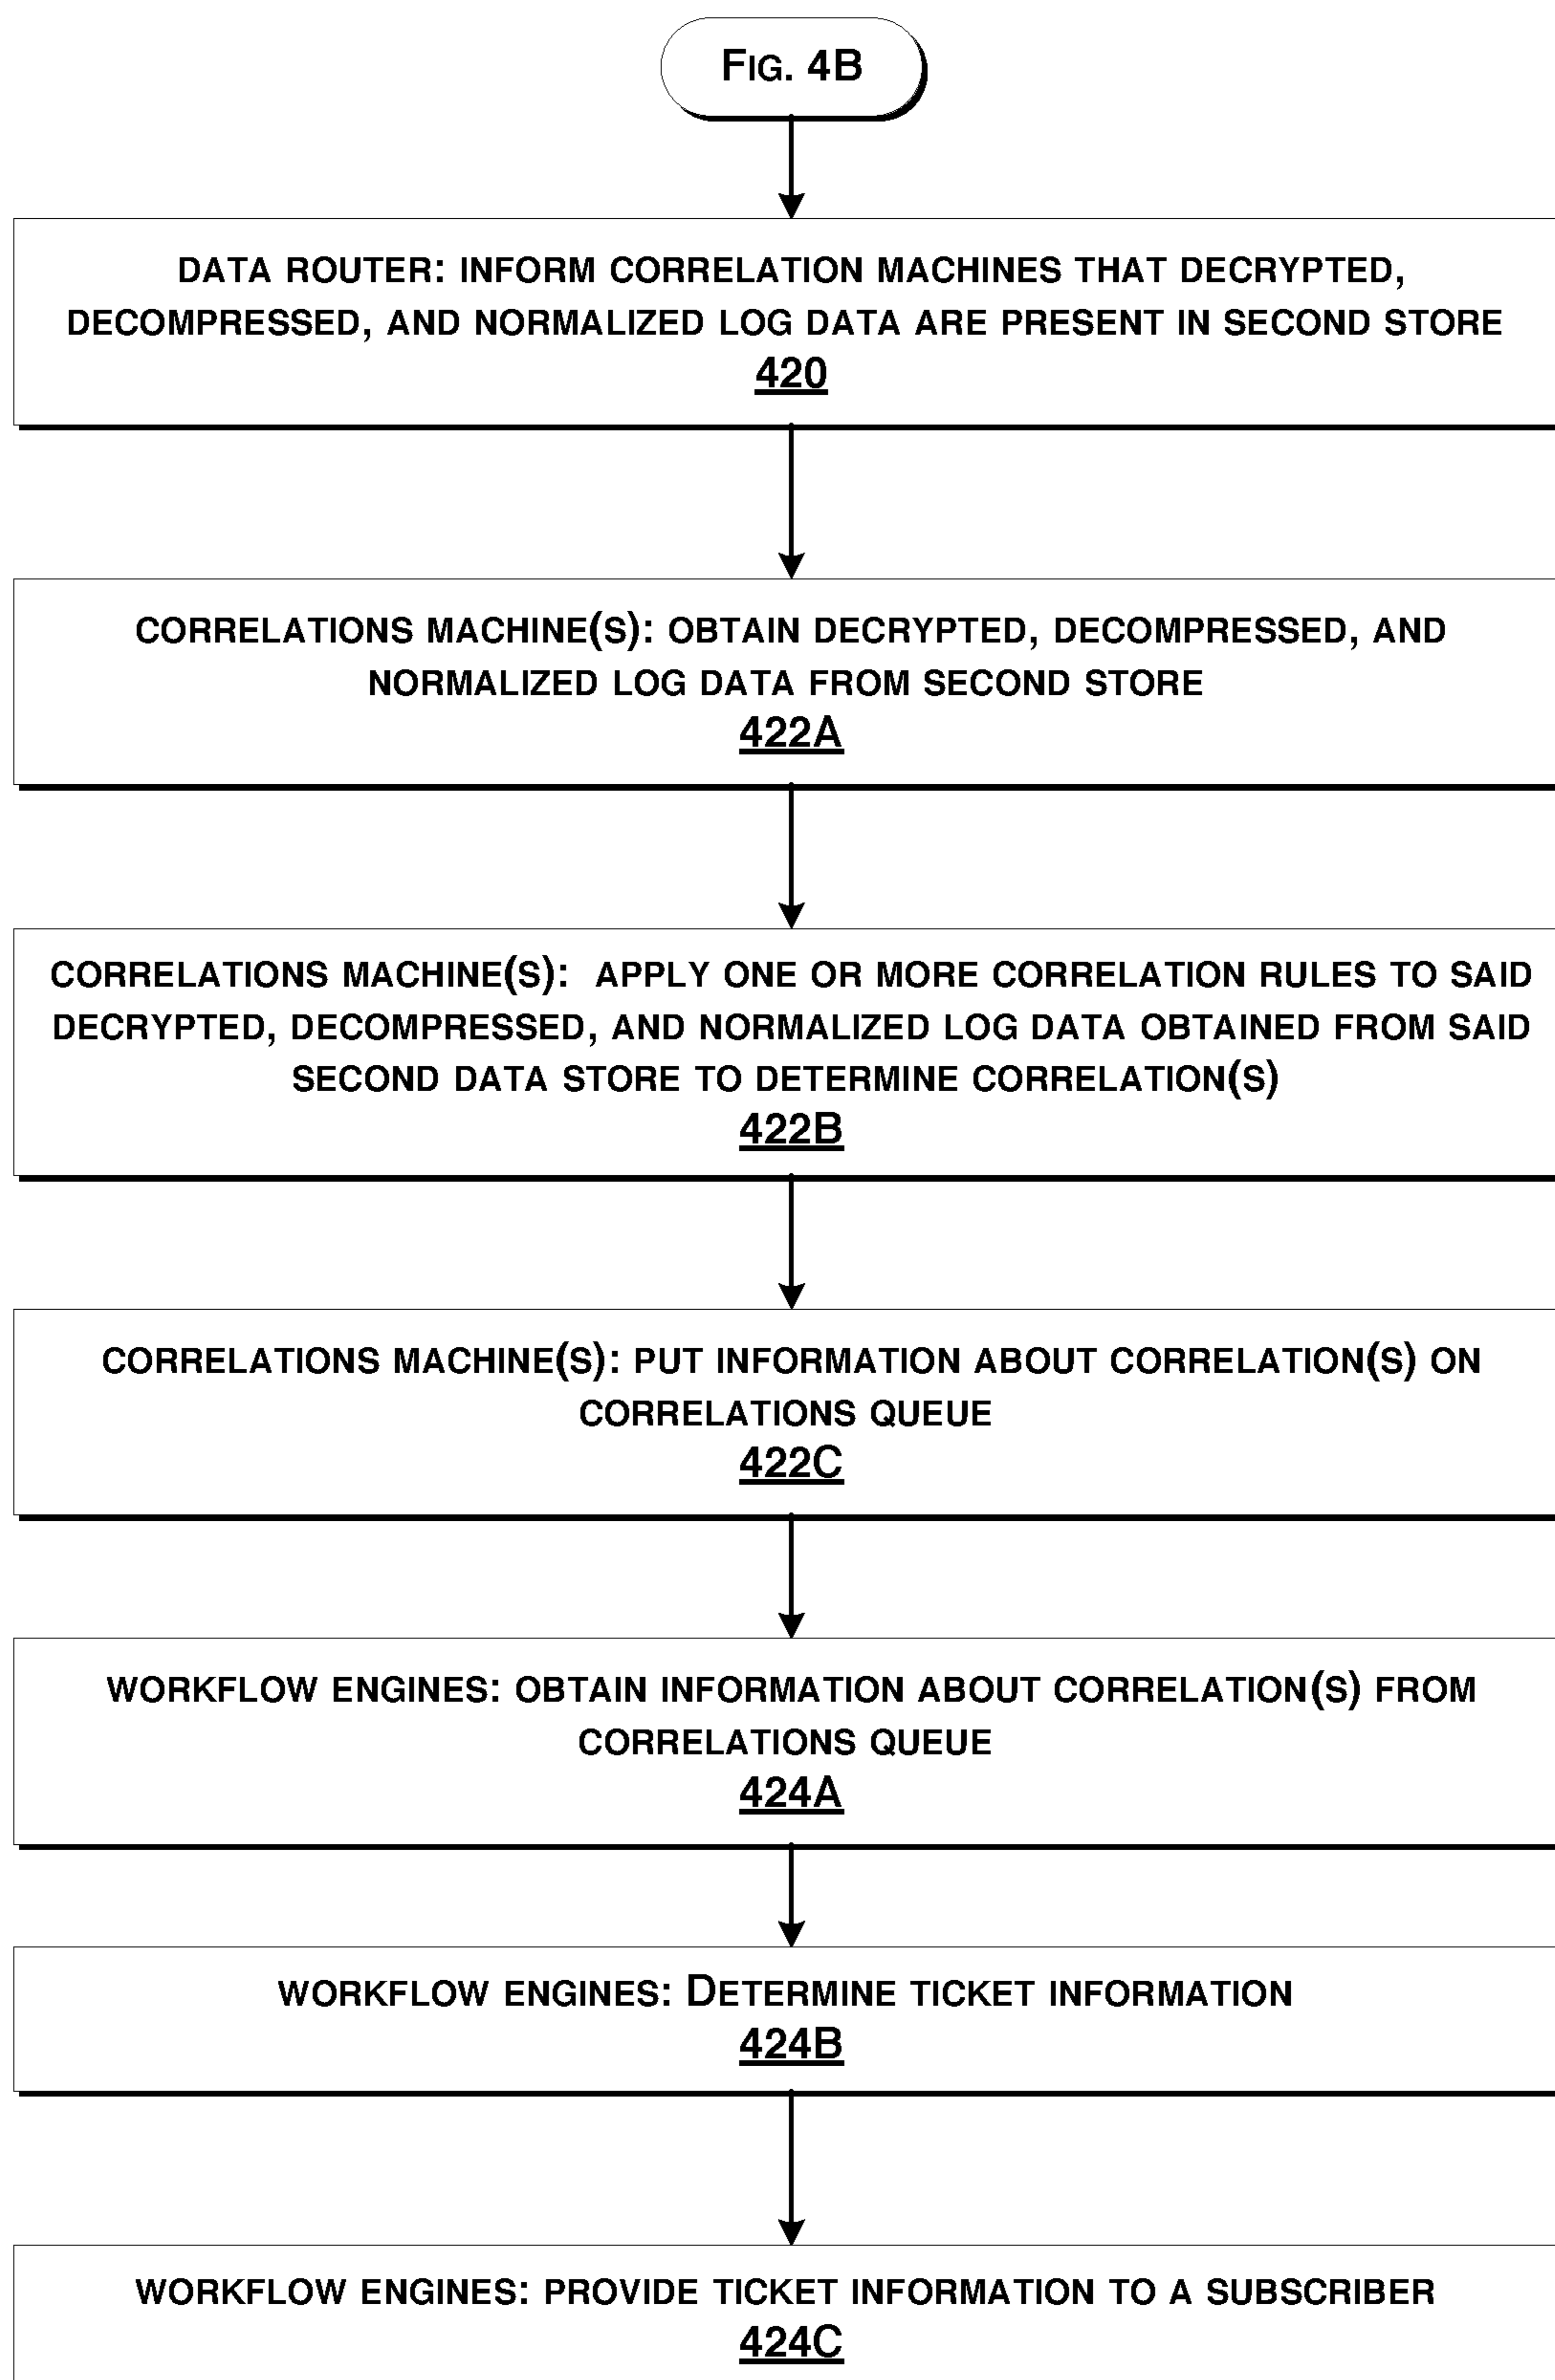 FIG. 4B
DATA ROUTER: INFORM CORRELATION MACHINES THAT DECRYPTED,
DECOMPRESSED, AND NORMALIZED LOG DATA ARE PRESENT IN SECOND STORE
420
CORRELATIONS MACHINE(S): OBTAIN DECRYPTED, DECOMPRESSED, AND
NORMALIZED LOG DATA FROM SECOND STORE
422A
CORRELATIONS MACHINE(S): APPLY ONE OR MORE CORRELATION RULES TO SAID
DECRYPTED, DECOMPRESSED, AND NORMALIZED LOG DATA OBTAINED FROM SAID
SECOND DATA STORE TO DETERMINE CORRELATION(S)
422B
CORRELATIONS MACHINE(S): PUT INFORMATION ABOUT CORRELATION(S) ON
CORRELATIONS QUEUE
422C
WORKFLOW ENGINES: OBTAIN INFORMATION ABOUT CORRELATION(S) FROM
CORRELATIONS QUEUE
424A
WORKFLOW ENGINES: DETERMINE TICKET INFORMATION
424B
WORKFLOW ENGINES: PROVIDE TICKET INFORMATION TO A SUBSCRIBER
424C